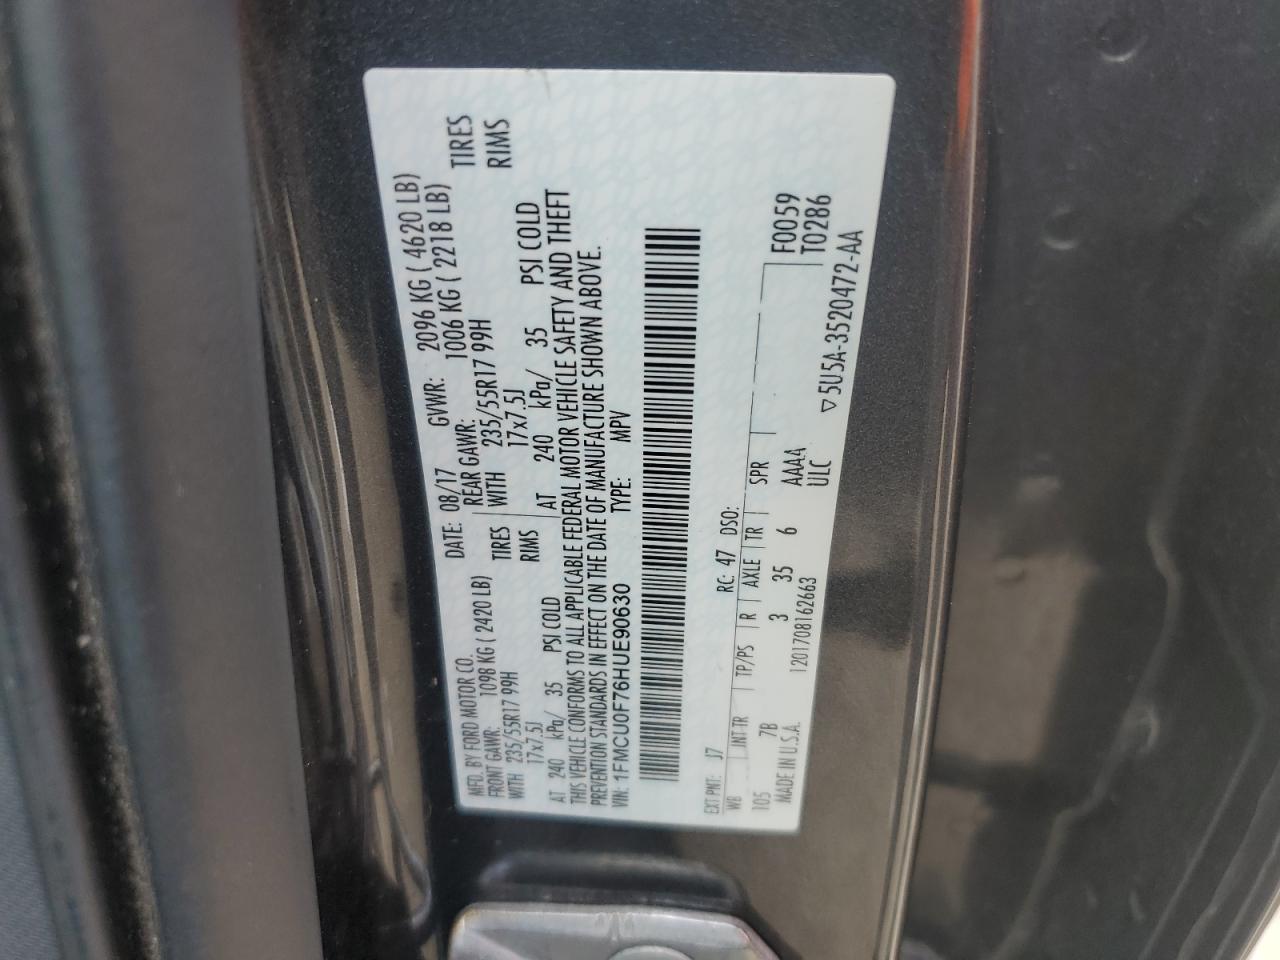 MFD. BY FORD MOTOR CO. DATE: 08/17 GVWR: 2096 KG ( 4620 LB)
FRONT GAWR: 1098 KG ( 2420 LB) REAR GAWR: 1006 KG ( 2218 LB)
WITH 235/55R17 99H TIRES WITH 235/55R17 99H TIRES
17x7.5J RIMS 17x7.5J RIMS
AT 240 kPa/ 35 PSI COLD AT 240 kPa/ 35 PSI COLD
THIS VEHICLE CONFORMS TO ALL APPLICABLE FEDERAL MOTOR VEHICLE SAFETY AND THEFT
PREVENTION STANDARDS IN EFFECT ON THE DATE OF MANUFACTURE SHOWN ABOVE.
VIN: 1FMCU0F76HUE90630 TYPE: MPV
EXT PNT: J7 RC: 47 DSO:
WB INT TR TP/PS R AXLE TR SPR
105 7B 3 35 6 AAAA F0059
MADE IN U.S.A. 1201708162663 ULC T0286
▽5U5A-3520472-AA